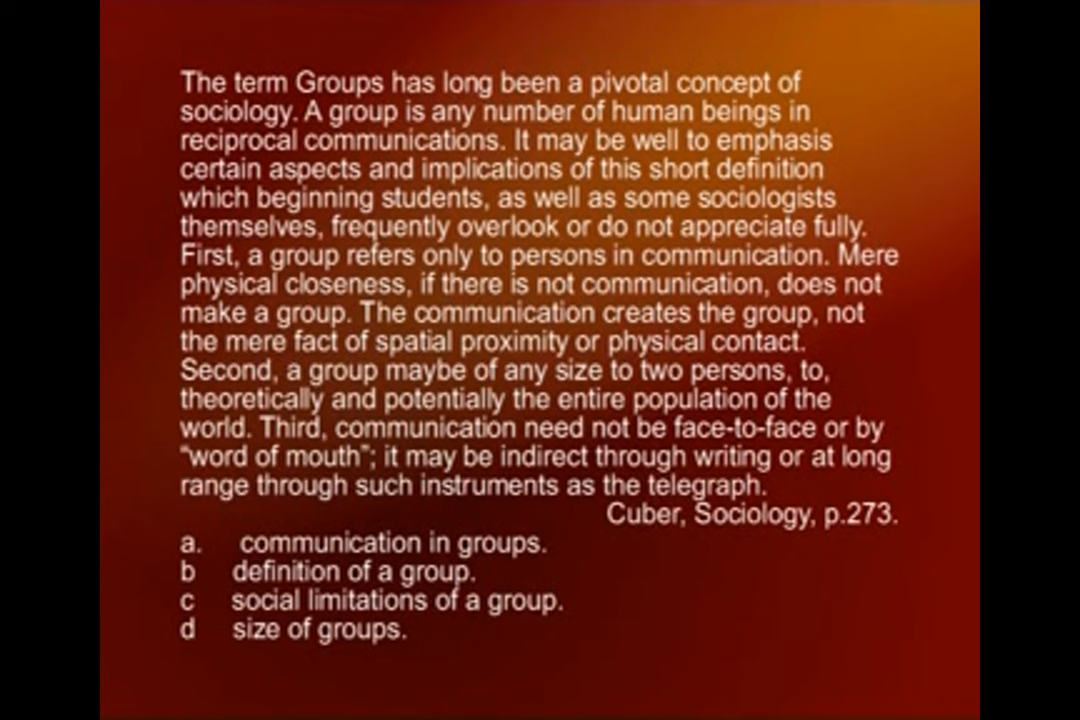 The term Groups has long been a pivotal concept of
sociology. A group is any number of human beings in
reciprocal communications. It may be well to emphasis
certain aspects and implications of this short definition
which beginning students, as well as some sociologists
themselves, frequently overlook or do not appreciate fully.
First, a group refers only to persons in communication. Mere
physical closeness, if there is not communication, does not
make a group. The communication creates the group, not
the mere fact of spatial proximity or physical contact.
Second, a group maybe of any size to two persons, to,
theoretically and potentially the entire population of the
world. Third, communication need not be face-to-face or by
“word of mouth”; it may be indirect through writing or at long
range through such instruments as the telegraph.
Cuber, Sociology, p.273.
a. communication in groups.
b definition of a group.
c social limitations of a group.
d size of groups.